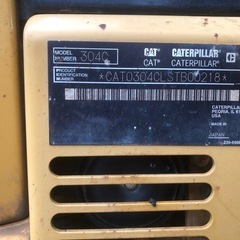 MODEL NUMBER 304C CAT CATERPILLAR
PRODUCT IDENTIFICATION NUMBER CAT® CATERPILLAR®
*CAT0304CLSTB00218*
CATERPILLAR
PEORIA, IL
USA
MADE IN
JAPAN